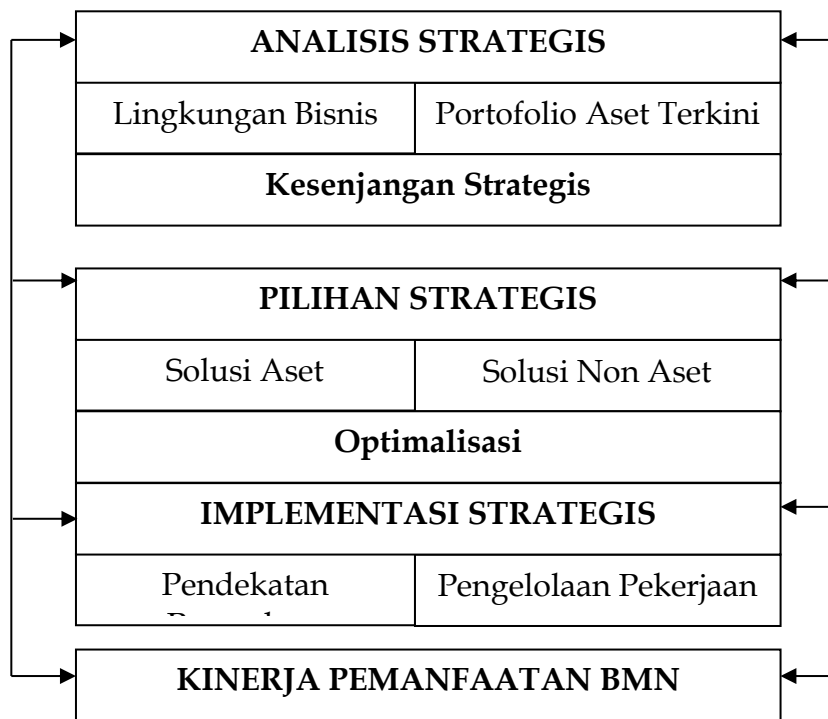 ANALISIS STRATEGIS
Lingkungan Bisnis
Portofolio Aset Terkini
Kesenjangan Strategis
PILIHAN STRATEGIS
Solusi Aset
Solusi Non Aset
Optimalisasi
IMPLEMENTASI STRATEGIS
Pendekatan
Pengelolaan Pekerjaan
KINERJA PEMANFAATAN BMN